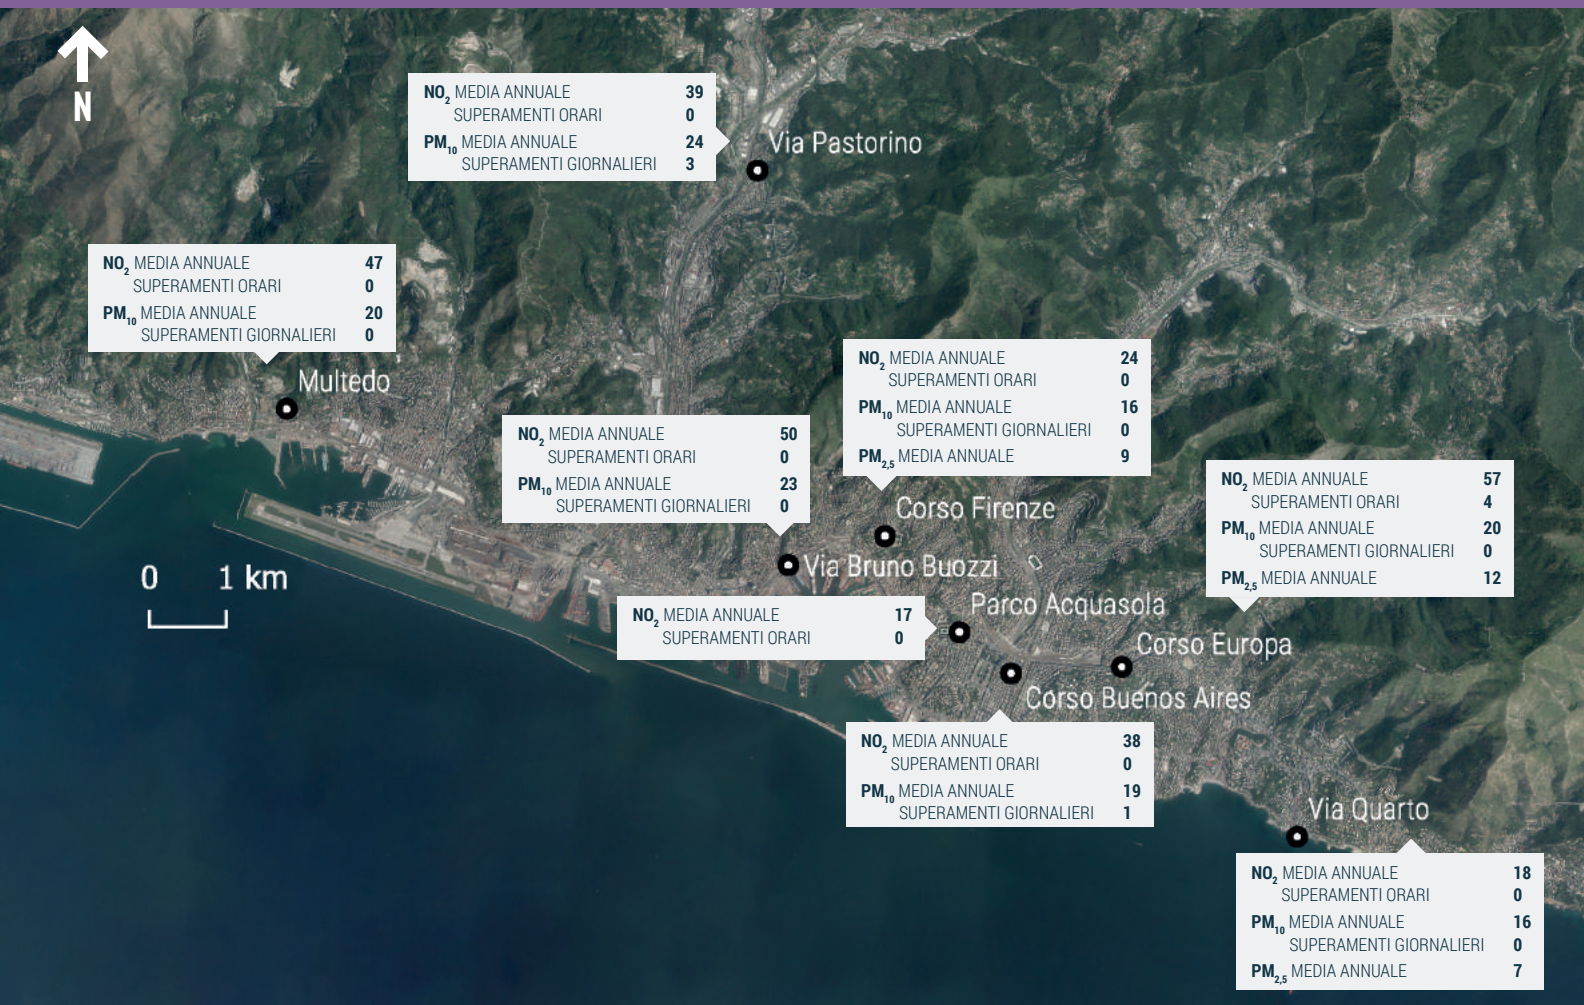 N
NO2 MEDIA ANNUALE 39
SUPERAMENTI ORARI 0
PM10 MEDIA ANNUALE 24
SUPERAMENTI GIORNALIERI 3
Via Pastorino
NO2 MEDIA ANNUALE 47
SUPERAMENTI ORARI 0
PM10 MEDIA ANNUALE 20
SUPERAMENTI GIORNALIERI 0
Multedo
NO2 MEDIA ANNUALE 24
SUPERAMENTI ORARI 0
PM10 MEDIA ANNUALE 16
SUPERAMENTI GIORNALIERI 0
PM2,5 MEDIA ANNUALE 9
Corso Firenze
NO2 MEDIA ANNUALE 50
SUPERAMENTI ORARI 0
PM10 MEDIA ANNUALE 23
SUPERAMENTI GIORNALIERI 0
Via Bruno Buozzi
NO2 MEDIA ANNUALE 57
SUPERAMENTI ORARI 4
PM10 MEDIA ANNUALE 20
SUPERAMENTI GIORNALIERI 0
PM2,5 MEDIA ANNUALE 12
Corso Europa
0 1 km
NO2 MEDIA ANNUALE 17
SUPERAMENTI ORARI 0
Parco Acquasola
Corso Buenos Aires
NO2 MEDIA ANNUALE 38
SUPERAMENTI ORARI 0
PM10 MEDIA ANNUALE 19
SUPERAMENTI GIORNALIERI 1
Via Quarto
NO2 MEDIA ANNUALE 18
SUPERAMENTI ORARI 0
PM10 MEDIA ANNUALE 16
SUPERAMENTI GIORNALIERI 0
PM2,5 MEDIA ANNUALE 7